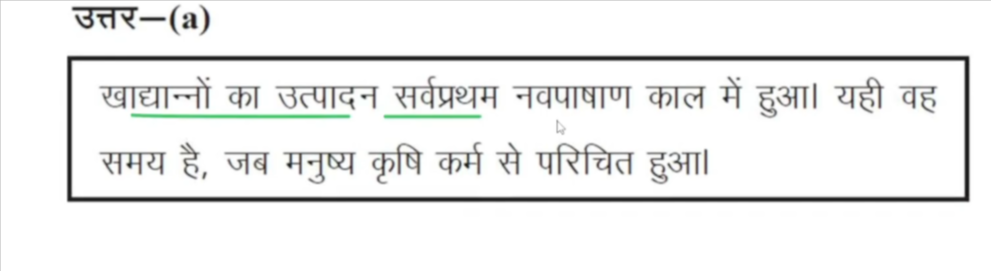 उत्तर—(a)
खाद्यान्नों का उत्पादन सर्वप्रथम नवपाषाण काल में हुआ। यही वह
समय है, जब मनुष्य कृषि कर्म से परिचित हुआ।